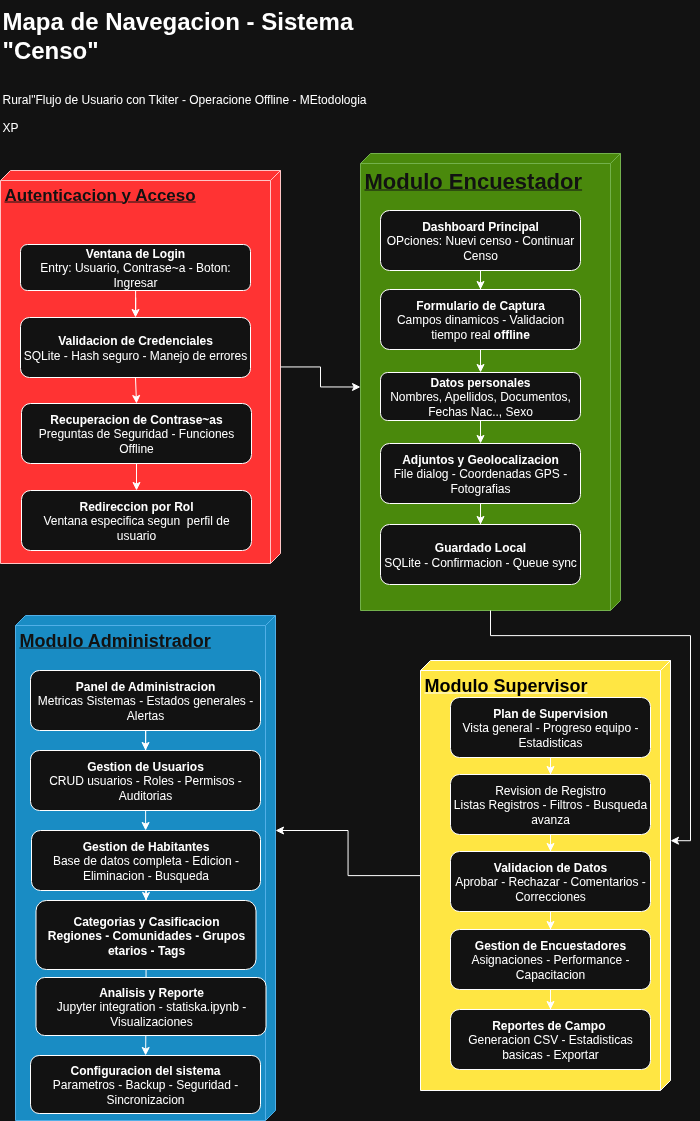 Mapa de Navegacion - Sistema
"Censo"
Rural"Flujo de Usuario con Tkiter - Operacione Offline - MEtodologia
XP
Autenticacion y Acceso
Ventana de Login
Entry: Usuario, Contrase~a - Boton:
Ingresar
Validacion de Credenciales
SQLite - Hash seguro - Manejo de errores
Recuperacion de Contrase~as
Preguntas de Seguridad - Funciones
Offline
Redireccion por Rol
Ventana especifica segun perfil de
usuario
Modulo Encuestador
Dashboard Principal
OPciones: Nuevi censo - Continuar
Censo
Formulario de Captura
Campos dinamicos - Validacion
tiempo real offline
Datos personales
Nombres, Apellidos, Documentos,
Fechas Nac.., Sexo
Adjuntos y Geolocalizacion
File dialog - Coordenadas GPS -
Fotografias
Guardado Local
SQLite - Confirmacion - Queue sync
Modulo Administrador
Panel de Administracion
Metricas Sistemas - Estados generales -
Alertas
Gestion de Usuarios
CRUD usuarios - Roles - Permisos -
Auditorias
Gestion de Habitantes
Base de datos completa - Edicion -
Eliminacion - Busqueda
Categorias y Casificacion
Regiones - Comunidades - Grupos
etarios - Tags
Analisis y Reporte
Jupyter integration - statiska.ipynb -
Visualizaciones
Configuracion del sistema
Parametros - Backup - Seguridad -
Sincronizacion
Modulo Supervisor
Plan de Supervision
Vista general - Progreso equipo -
Estadisticas
Revision de Registro
Listas Registros - Filtros - Busqueda
avanza
Validacion de Datos
Aprobar - Rechazar - Comentarios -
Correcciones
Gestion de Encuestadores
Asignaciones - Performance -
Capacitacion
Reportes de Campo
Generacion CSV - Estadisticas
basicas - Exportar